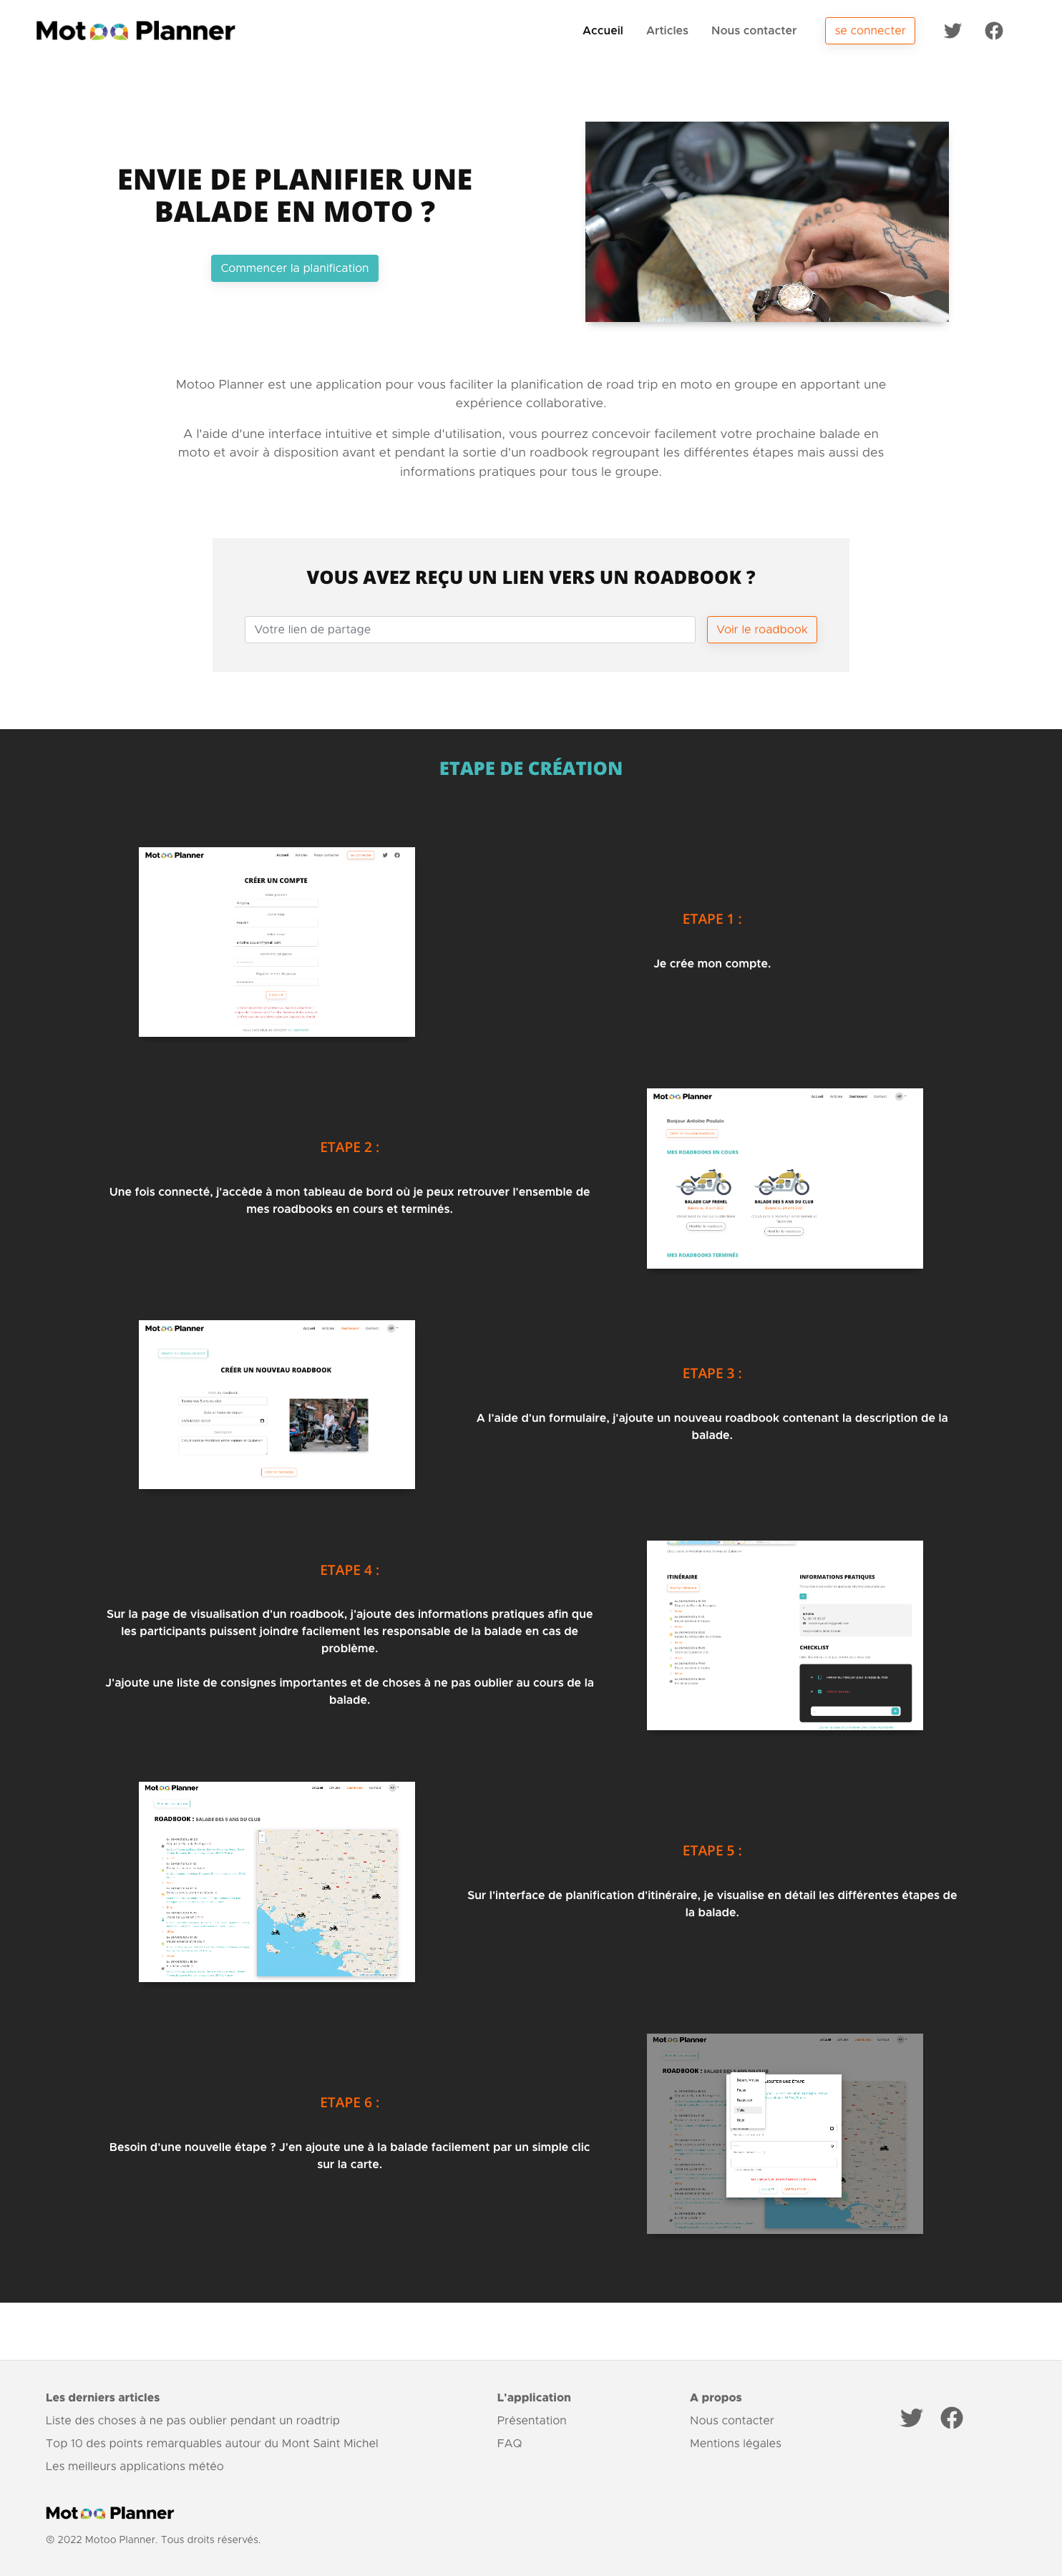 Motoo Planner
Accueil
Articles
Nous contacter
se connecter
ENVIE DE PLANIFIER UNE
BALADE EN MOTO ?
Commencer la planification
HARD
Motoo Planner est une application pour vous faciliter la planification de road trip en moto en groupe en apportant une
expérience collaborative.
A l'aide d'une interface intuitive et simple d'utilisation, vous pourrez concevoir facilement votre prochaine balade en
moto et avoir à disposition avant et pendant la sortie d'un roadbook regroupant les différentes étapes mais aussi des
informations pratiques pour tous le groupe.
VOUS AVEZ REÇU UN LIEN VERS UN ROADBOOK ?
Votre lien de partage
Voir le roadbook
ETAPE DE CRÉATION
Motoo Planner
CRÉER UN COMPTE
ETAPE 1 :
Je crée mon compte.
ETAPE 2 :
Une fois connecté, j'accède à mon tableau de bord où je peux retrouver l'ensemble de
mes roadbooks en cours et terminés.
Motoo Planner
Bonjour Antoine Poulain
MES ROADBOOKS EN COURS
BALADE CAP FREHEL
BALADE DES 5 ANS DU CLUB
MES ROADBOOKS TERMINÉS
Motoo Planner
CRÉER UN NOUVEAU ROADBOOK
ETAPE 3 :
A l'aide d'un formulaire, j'ajoute un nouveau roadbook contenant la description de la
balade.
ETAPE 4 :
Sur la page de visualisation d'un roadbook, j'ajoute des informations pratiques afin que
les participants puissent joindre facilement les responsable de la balade en cas de
problème.
J'ajoute une liste de consignes importantes et de choses à ne pas oublier au cours de la
balade.
ITINÉRAIRE
INFORMATIONS PRATIQUES
CHECKLIST
Motoo Planner
ROADBOOK : BALADE DES 5 ANS DU CLUB
ETAPE 5 :
Sur l'interface de planification d'itinéraire, je visualise en détail les différentes étapes de
la balade.
ETAPE 6 :
Besoin d'une nouvelle étape ? J'en ajoute une à la balade facilement par un simple clic
sur la carte.
Motoo Planner
ROADBOOK :
Les derniers articles
Liste des choses à ne pas oublier pendant un roadtrip
Top 10 des points remarquables autour du Mont Saint Michel
Les meilleurs applications météo
L'application
Présentation
FAQ
A propos
Nous contacter
Mentions légales
Motoo Planner
© 2022 Motoo Planner. Tous droits réservés.